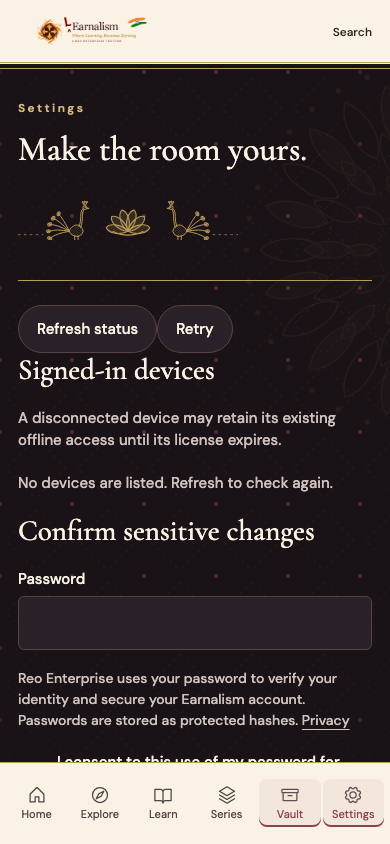 Earnalism
Where Learning Becomes Earning
Search
Settings
Make the room yours.
Refresh status
Retry
Signed-in devices
A disconnected device may retain its existing
offline access until its license expires.
No devices are listed. Refresh to check again.
Confirm sensitive changes
Password
Reo Enterprise uses your password to verify your
identity and secure your Earnalism account.
Passwords are stored as protected hashes. Privacy
I consent to this use of my password for
Home
Explore
Learn
Series
Vault
Settings